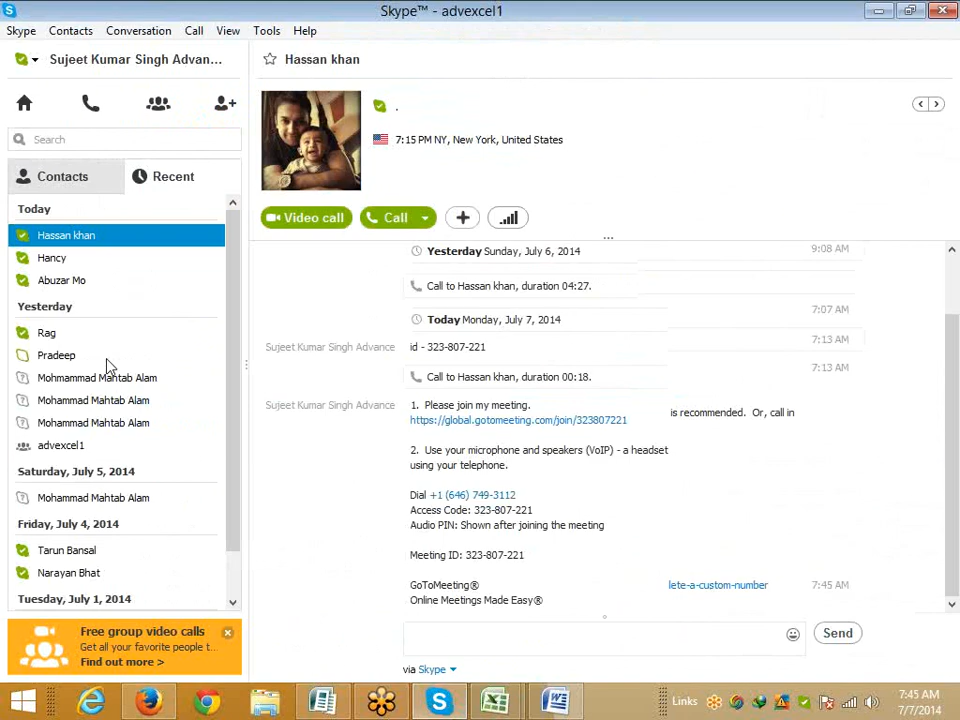 Skype™ - advexcel1
Skype Contacts Conversation Call View Tools Help
Sujeet Kumar Singh Advan...
Search
Contacts
Recent
Today
Hassan khan
Hancy
Abuzar Mo
Yesterday
Rag
Pradeep
Mohmammad Mahtab Alam
Mohammad Mahtab Alam
Mohammad Mahtab Alam
advexcel1
Saturday, July 5, 2014
Mohammad Mahtab Alam
Friday, July 4, 2014
Tarun Bansal
Narayan Bhat
Tuesday, July 1, 2014
Free group video calls
Get all your favorite people t...
Find out more >
Hassan khan
.
7:15 PM NY, New York, United States
Video call
Call
Yesterday Sunday, July 6, 2014 9:08 AM
Call to Hassan khan, duration 04:27.
Today Monday, July 7, 2014 7:07 AM
Sujeet Kumar Singh Advance id - 323-807-221 7:13 AM
Call to Hassan khan, duration 00:18. 7:13 AM
Sujeet Kumar Singh Advance 1. Please join my meeting.
https://global.gotomeeting.com/join/323807221
is recommended. Or, call in
2. Use your microphone and speakers (VoIP) - a headset
using your telephone.
Dial +1 (646) 749-3112
Access Code: 323-807-221
Audio PIN: Shown after joining the meeting
Meeting ID: 323-807-221
GoToMeeting® lete-a-custom-number 7:45 AM
Online Meetings Made Easy®
Send
via Skype
Links
7:45 AM
7/7/2014